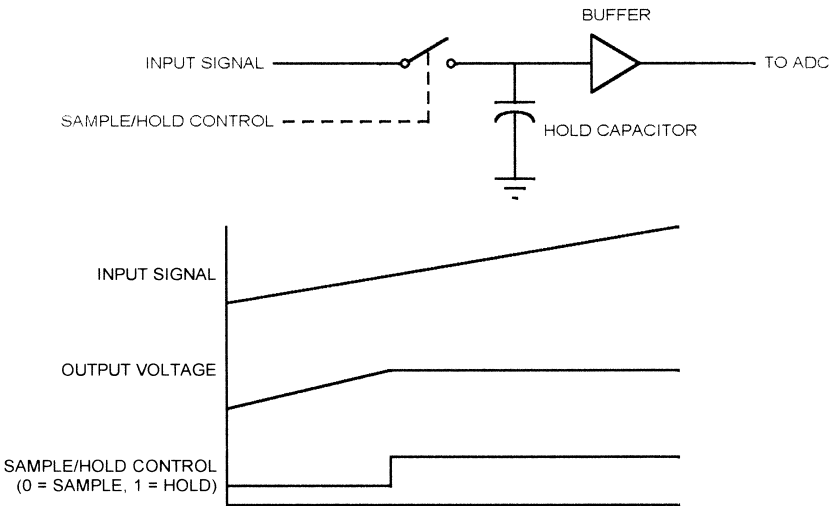 BUFFER
INPUT SIGNAL
TO ADC
SAMPLE/HOLD CONTROL
HOLD CAPACITOR
INPUT SIGNAL
OUTPUT VOLTAGE
SAMPLE/HOLD CONTROL
(0 = SAMPLE, 1 = HOLD)